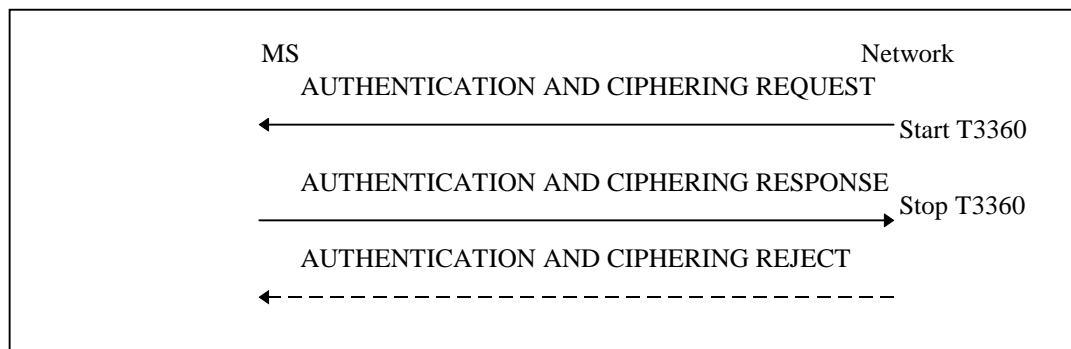 MS Network
AUTHENTICATION AND CIPHERING REQUEST
Start T3360
AUTHENTICATION AND CIPHERING RESPONSE
Stop T3360
AUTHENTICATION AND CIPHERING REJECT